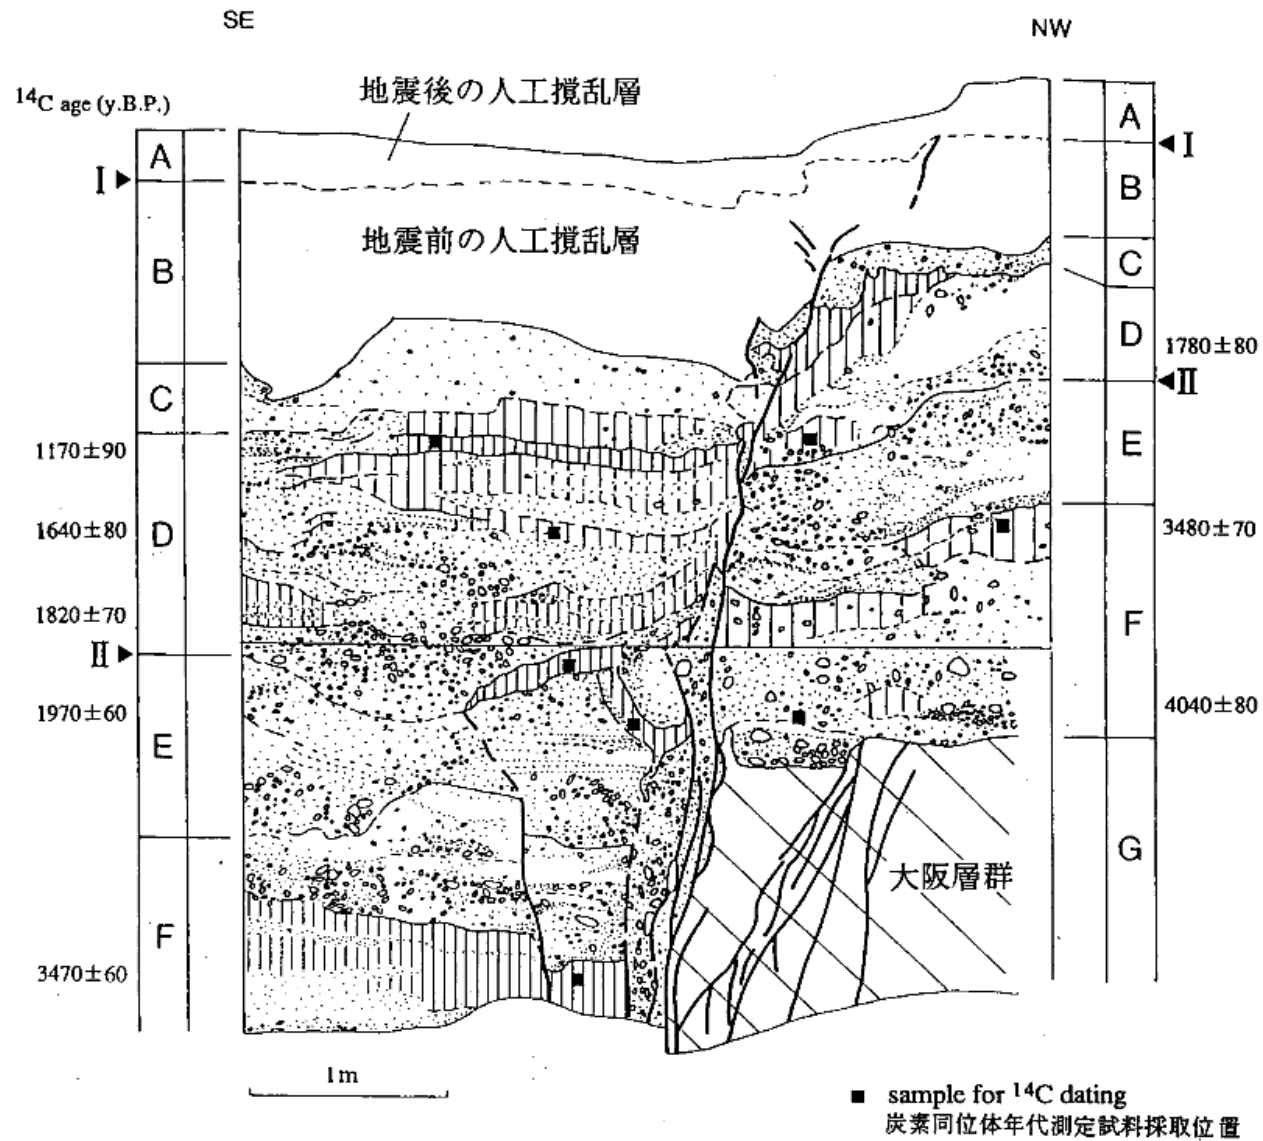 SE
NW
14C age (y.B.P.)
地震後の人工撹乱層
地震前の人工撹乱層
A
I
B
C
1170±90
1640±80
D
1820±70
II
1970±60
E
F
3470±60
A
I
B
C
D
1780±80
II
E
3480±70
F
4040±80
G
大阪層群
1m
sample for 14C dating
炭素同位体年代測定試料採取位置